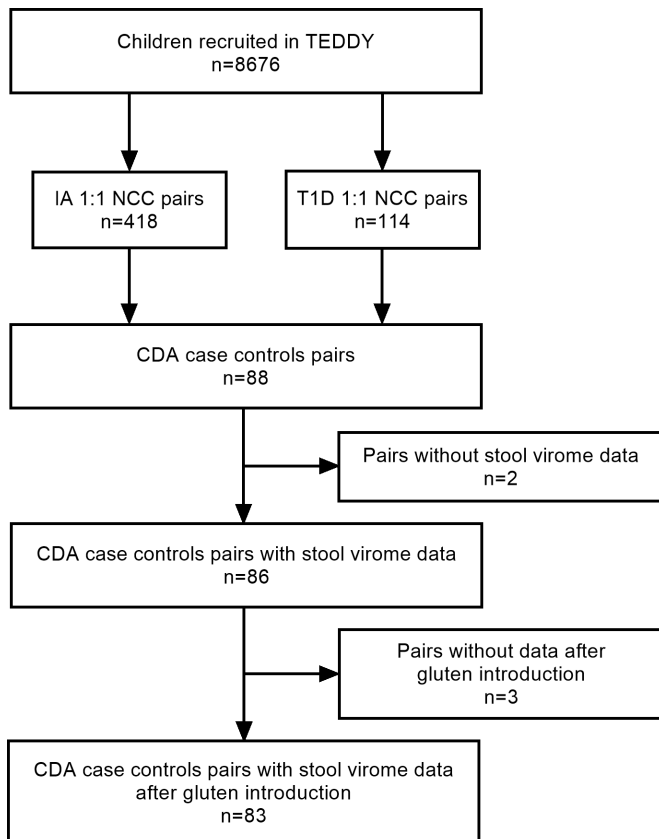 Children recruited in TEDDY
n=8676
IA 1:1 NCC pairs
n=418
T1D 1:1 NCC pairs
n=114
CDA case controls pairs
n=88
Pairs without stool virome data
n=2
CDA case controls pairs with stool virome data
n=86
Pairs without data after
gluten introduction
n=3
CDA case controls pairs with stool virome data
after gluten introduction
n=83